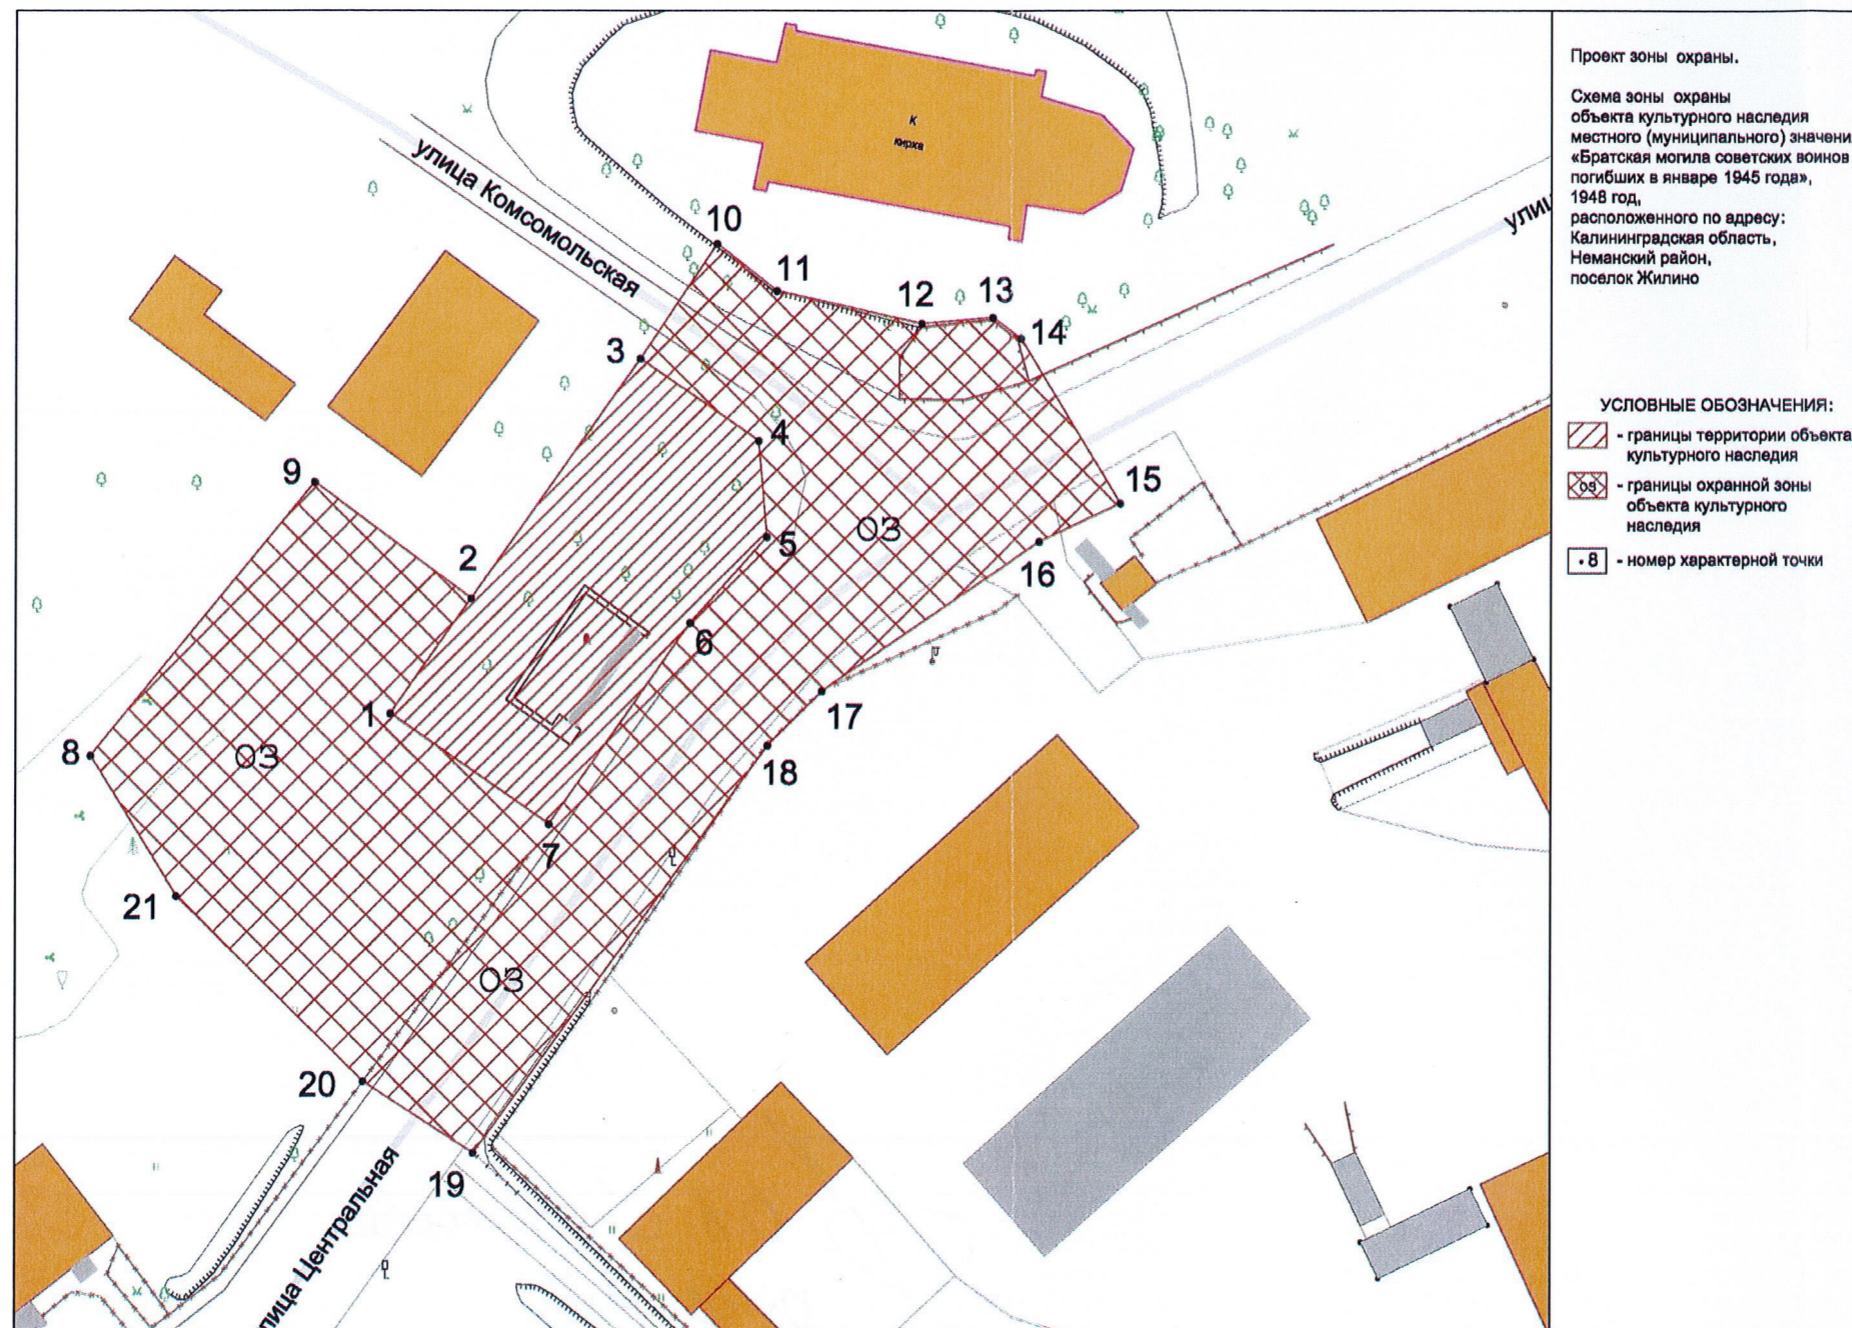 Проект зоны охраны.
Схема зоны охраны
объекта культурного наследия
местного (муниципального) значени
«Братская могила советских воинов
погибших в январе 1945 года»,
1948 год,
расположенного по адресу:
Калининградская область,
Неманский район,
поселок Жилино
УСЛОВНЫЕ ОБОЗНАЧЕНИЯ:
- границы территории объекта
культурного наследия
ОЗ
- границы охранной зоны
объекта культурного
наследия
• 8
- номер характерной точки
К
кирха
улица Комсомольская
улиц
10
11
12
13
14
3
4
15
9
ОЗ
5
16
2
6
1
17
8
ОЗ
18
7
21
ОЗ
20
19
лица Центральная